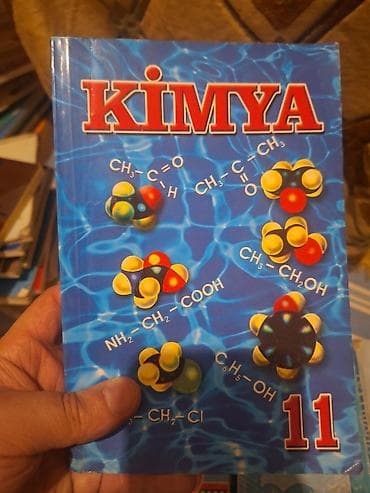 KİMYA
CH₃-C=O
H
CH₃-C-CH₃
O
CH₃-CH₂OH
NH₂-CH₂-COOH
C₆H₅-OH
CH₂-Cl
11